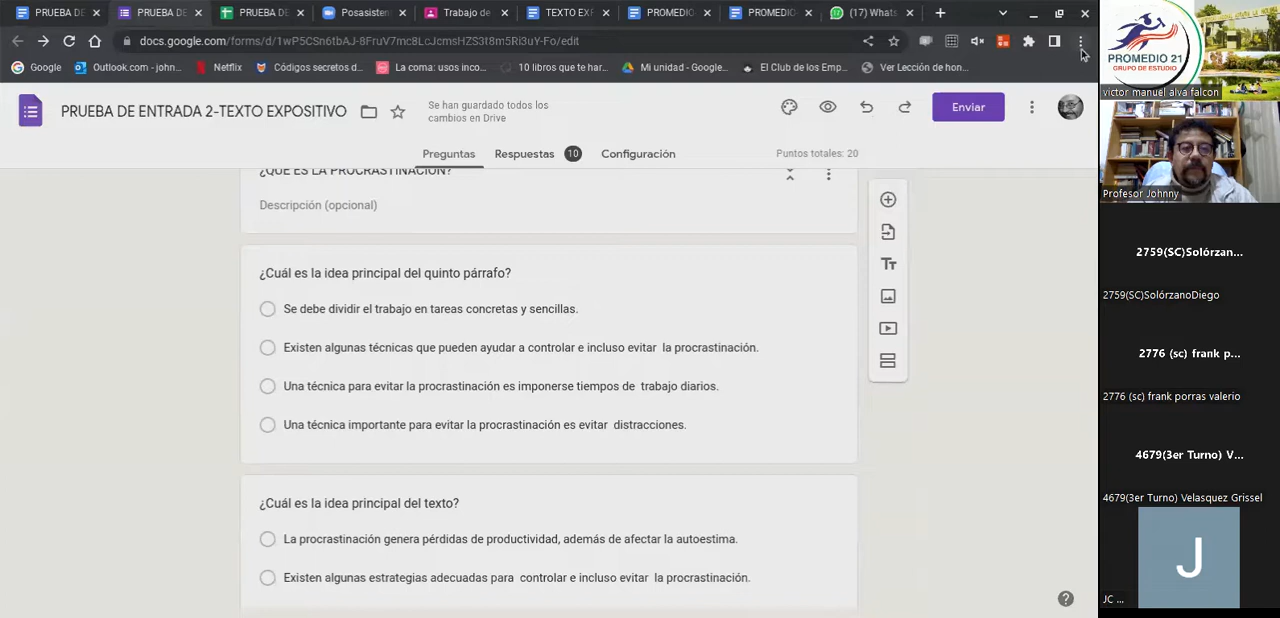 PRUEBA DE
PRUEBA DE
PRUEBA DE
Posasisten
Trabajo de
TEXTO EXP
PROMEDIO
PROMEDIO
(17) Whats
docs.google.com/forms/d/
/edit
Google
Outlook.com - john...
Netflix
Códigos secretos d...
10 libros que te har...
Mi unidad - Google...
El Club de los Emp...
Ver Lección de hon...
PROMEDIO 21
GRUPO DE ESTUDIO
victor manuel alva falcon
PRUEBA DE ENTRADA 2-TEXTO EXPOSITIVO
Se han guardado todos los
cambios en Drive
Enviar
Preguntas
Respuestas
10
Configuración
Puntos totales: 20
Profesor Johnny
¿QUÉ ES LA PROCRASTINACIÓN?
Descripción (opcional)
¿Cuál es la idea principal del quinto párrafo?
Se debe dividir el trabajo en tareas concretas y sencillas.
Existen algunas técnicas que pueden ayudar a controlar e incluso evitar la procrastinación.
Una técnica para evitar la procrastinación es imponerse tiempos de trabajo diarios.
Una técnica importante para evitar la procrastinación es evitar distracciones.
¿Cuál es la idea principal del texto?
La procrastinación genera pérdidas de productividad, además de afectar la autoestima.
Existen algunas estrategias adecuadas para controlar e incluso evitar la procrastinación.
2759(SC)Solórzan...
2759(SC)SolórzanoDiego
2776 (sc) frank p...
2776 (sc) frank porras valerio
4679(3er Turno) V...
4679(3er Turno) Velasquez Grissel
J
JC ...